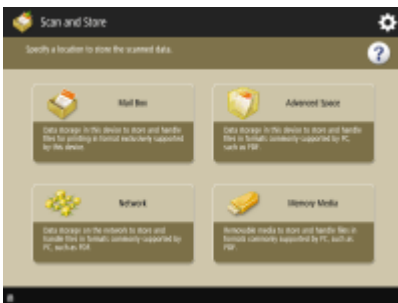 Scan and Store
Specify a location to store the scanned data.
Mail Box
Data storage in this device to store and handle
files for printing in format exclusively supported
by this device.
Advanced Space
Data storage in this device to store and handle
files in formats commonly supported by PC,
such as PDF.
Network
Data storage on the network to store and
handle files in formats commonly supported by
PC, such as PDF.
Memory Media
Removable media to store and handle files in
formats commonly supported by PC, such as
PDF.